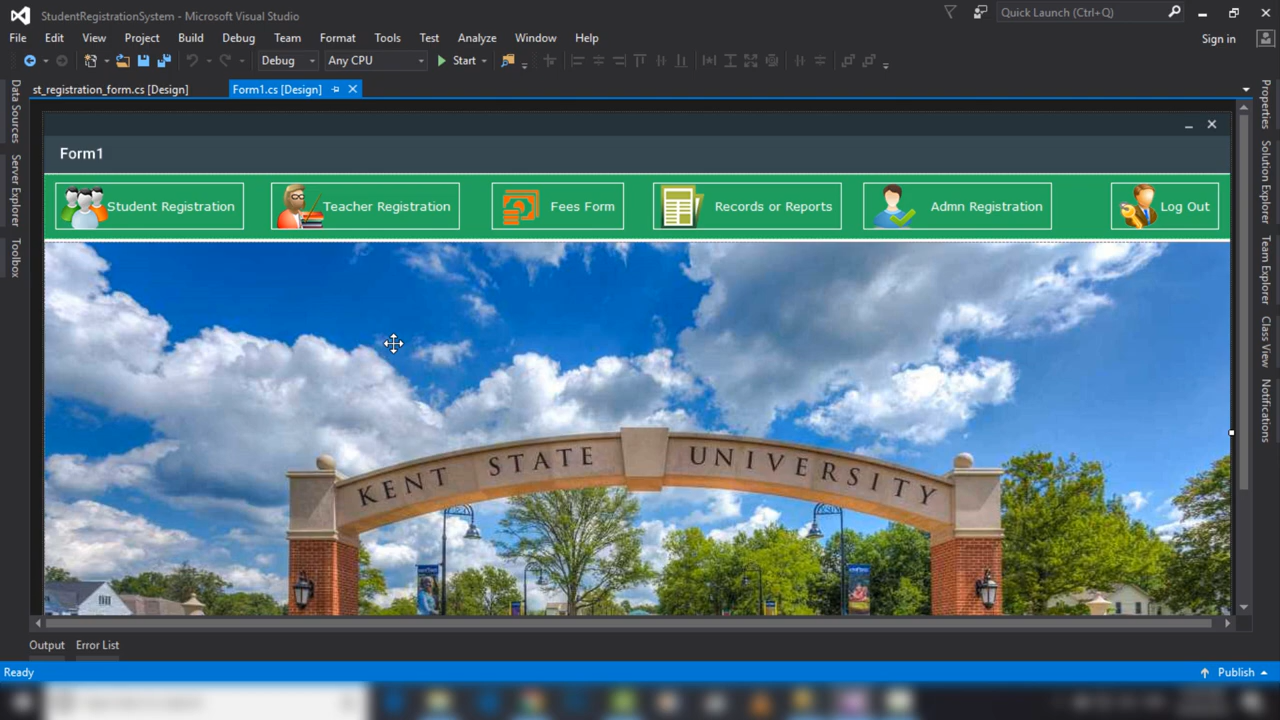 StudentRegistrationSystem - Microsoft Visual Studio
Quick Launch (Ctrl+Q)
File Edit View Project Build Debug Team Format Tools Test Analyze Window Help
Sign in
Debug Any CPU Start
st_registration_form.cs [Design] Form1.cs [Design]
Data Sources
Server Explorer
Toolbox
Form1
Student Registration Teacher Registration Fees Form Records or Reports Admn Registration Log Out
KENT STATE UNIVERSITY
Properties
Solution Explorer
Team Explorer
Class View
Notifications
Output Error List
Ready
Publish